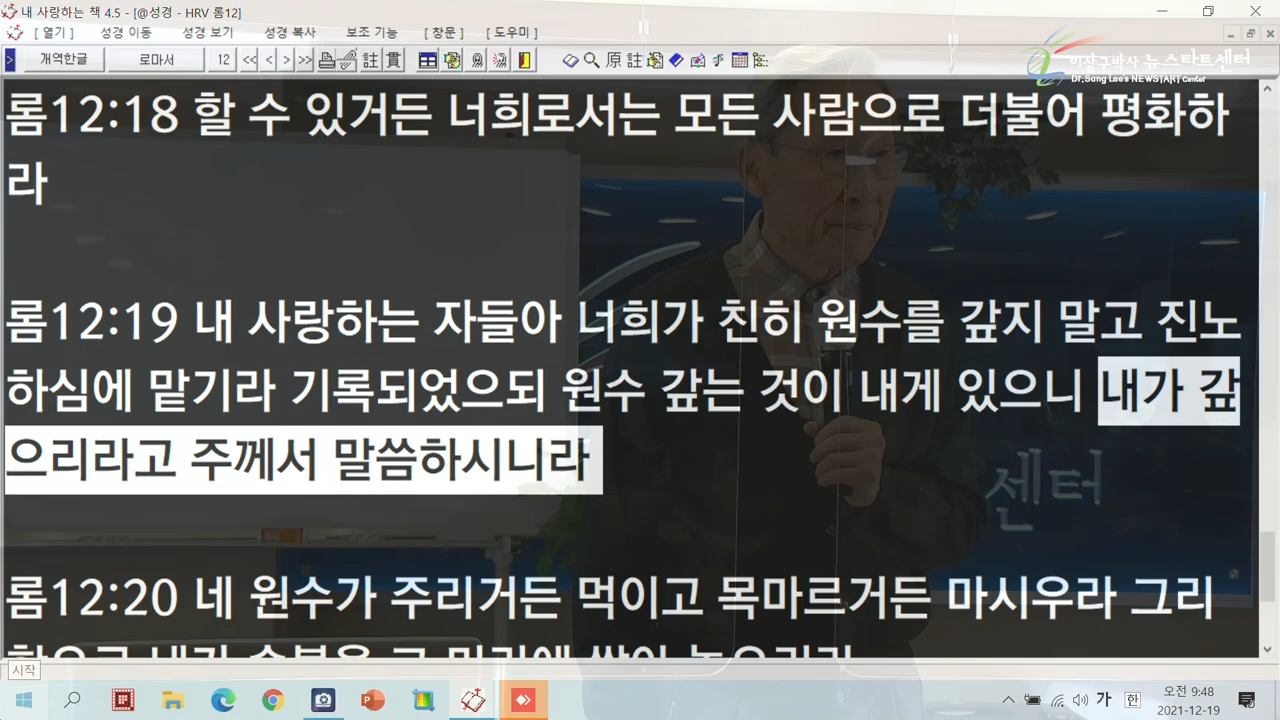 내 사랑하는 책 4.5 - [@성경 - HRV 롬12]
[ 열기 ] 성경 이동 성경 보기 성경 복사 보조 기능 [ 창문 ] [ 도우미 ]
개역한글 로마서 12 << < > >> 註 貫 原 註
이상구박사 뉴스타트센터
Dr. Sang Lee's NEWSTART Center
롬12:18 할 수 있거든 너희로서는 모든 사람으로 더불어 평화하
라
롬12:19 내 사랑하는 자들아 너희가 친히 원수를 갚지 말고 진노
하심에 맡기라 기록되었으되 원수 갚는 것이 내게 있으니 내가 갚
으리라고 주께서 말씀하시니라
센터
롬12:20 네 원수가 주리거든 먹이고 목마르거든 마시우라 그리
시작
가 한 오전 9:48
2021-12-19